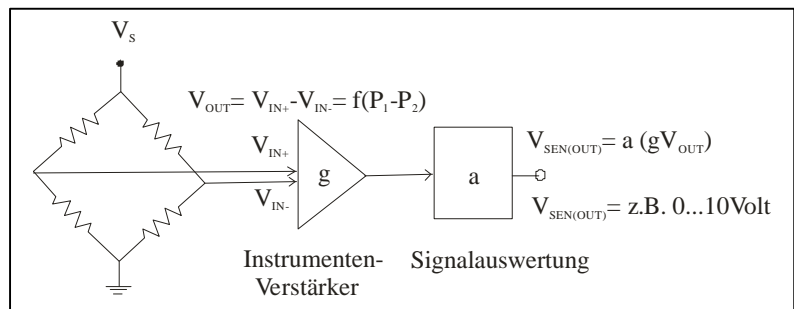 V_S
V_OUT= V_IN+-V_IN-= f(P_1-P_2)
V_IN+
V_IN-
g
a
V_SEN(OUT)= a (gV_OUT)
V_SEN(OUT)= z.B. 0...10Volt
Instrumenten-
Verstärker
Signalauswertung